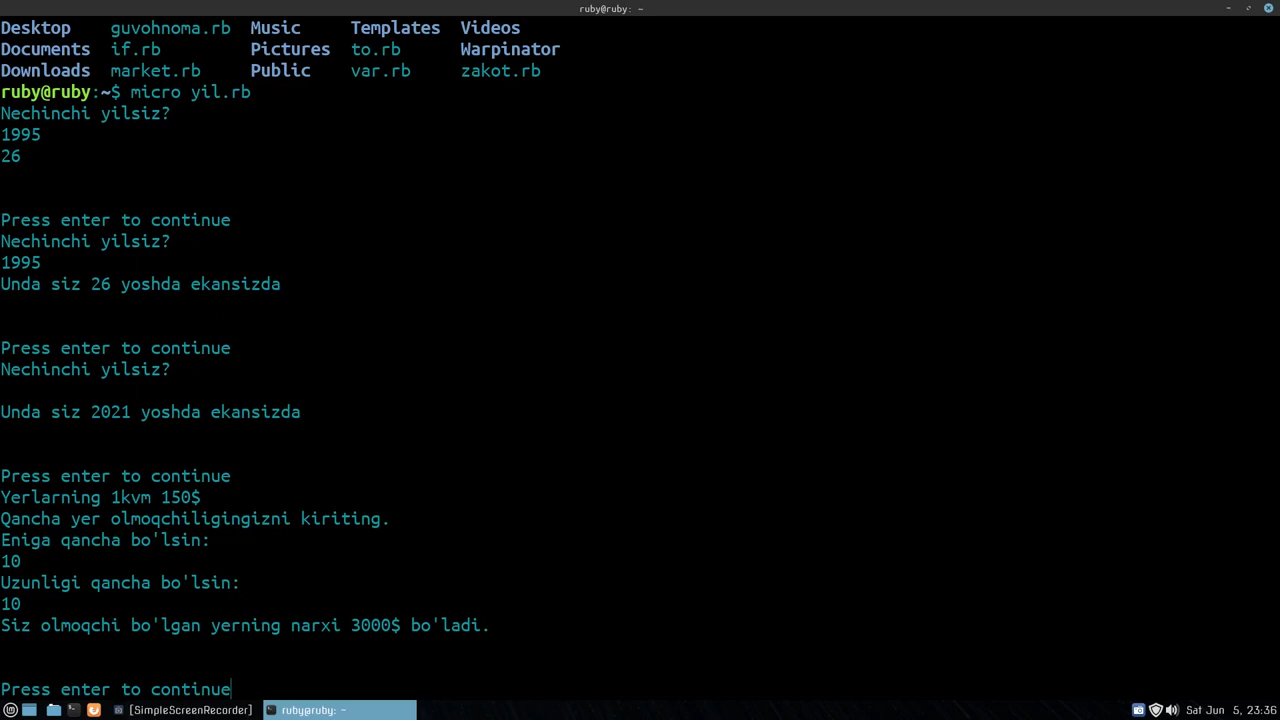 ruby@ruby: ~
Desktop guvohnoma.rb Music Templates Videos
Documents if.rb Pictures to.rb Warpinator
Downloads market.rb Public var.rb zakot.rb
ruby@ruby:~$ micro yil.rb
Nechinchi yilsiz?
1995
26
Press enter to continue
Nechinchi yilsiz?
1995
Unda siz 26 yoshda ekansizda
Press enter to continue
Nechinchi yilsiz?
Unda siz 2021 yoshda ekansizda
Press enter to continue
Yerlarning 1kvm 150$
Qancha yer olmoqchiligingizni kiriting.
Eniga qancha bo'lsin:
10
Uzunligi qancha bo'lsin:
10
Siz olmoqchi bo'lgan yerning narxi 3000$ bo'ladi.
Press enter to continue
[SimpleScreenRecorder] ruby@ruby: ~ Sat Jun 5, 23:36